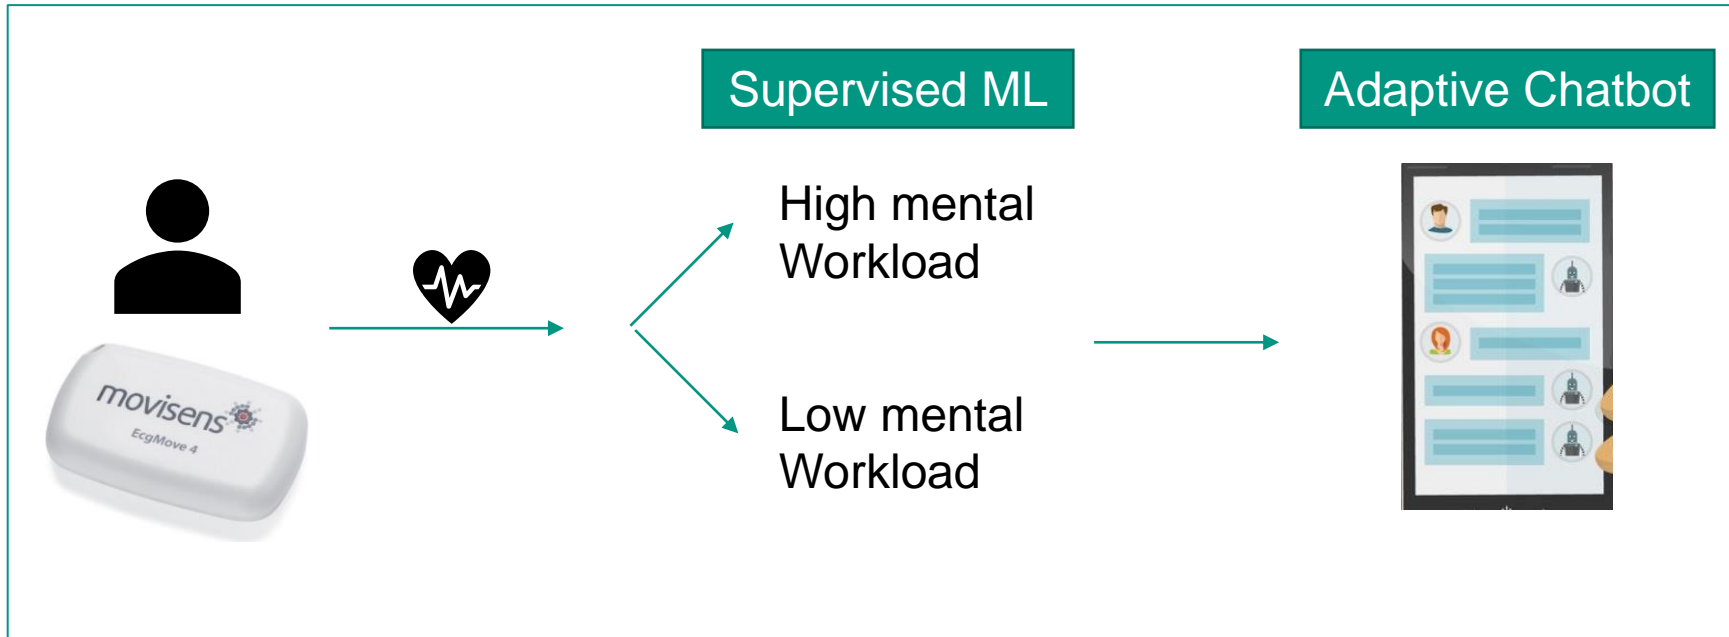 Supervised ML
Adaptive Chatbot
High mental
Workload
movisens
EcgMove 4
Low mental
Workload